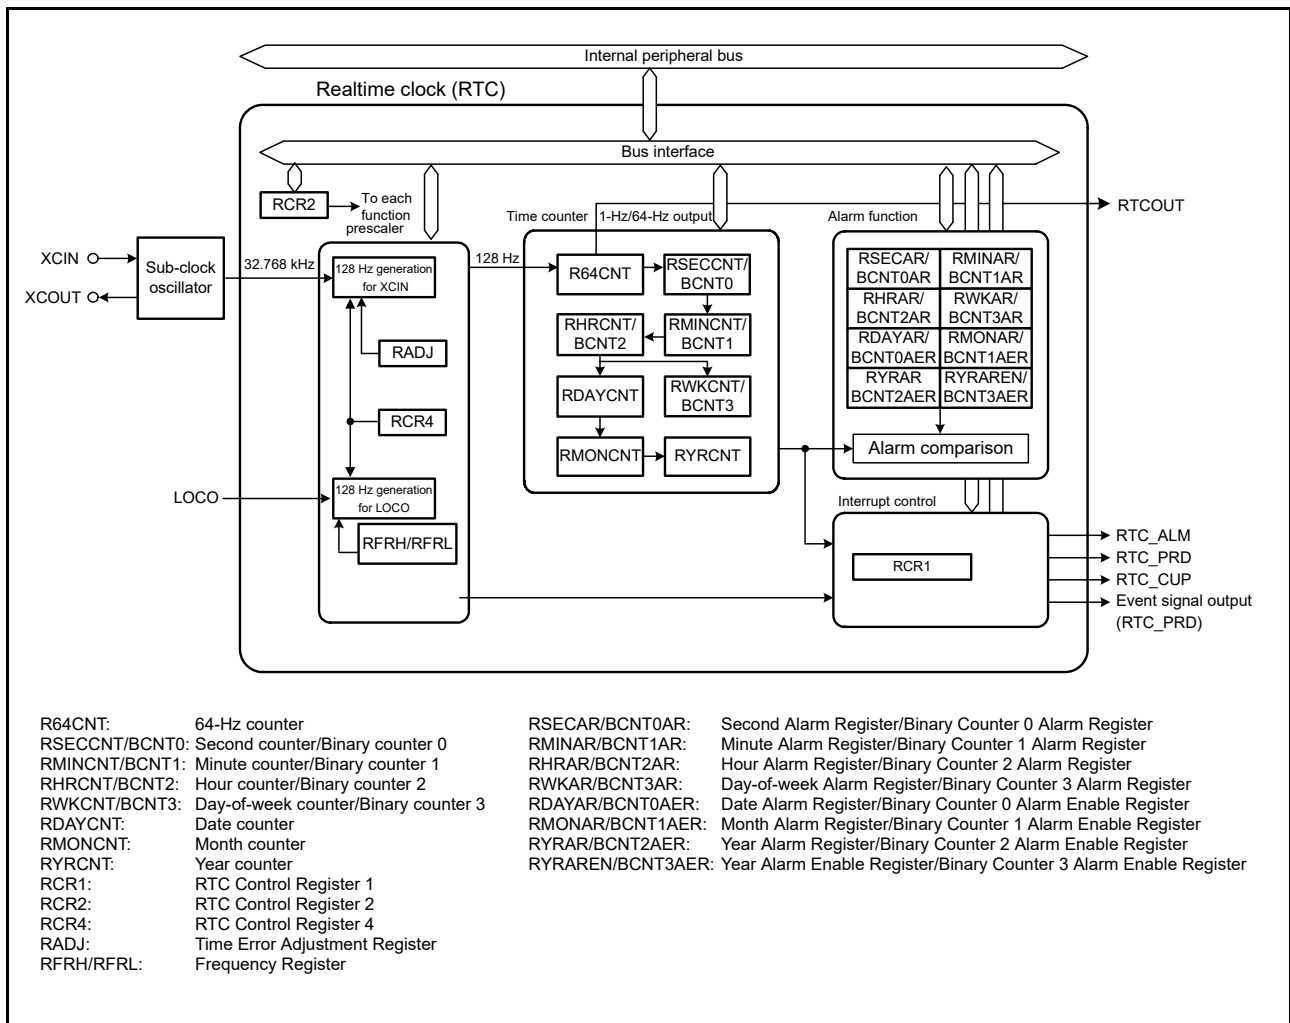 Internal peripheral bus
Realtime clock (RTC)
Bus interface
RCR2
To each
function
prescaler
Time counter
1-Hz/64-Hz output
Alarm function
RTCOUT
XCIN
XCOUT
Sub-clock
oscillator
32.768 kHz
128 Hz generation
for XCIN
128 Hz
R64CNT
RSECCNT/
BCNT0
RHRCNT/
BCNT2
RMINCNT/
BCNT1
RDAYCNT
RWKCNT/
BCNT3
RMONCNT
RYRCNT
RADJ
RCR4
LOCO
128 Hz generation
for LOCO
RFRH/RFRL
RSECAR/
BCNT0AR
RMINAR/
BCNT1AR
RHRAR/
BCNT2AR
RWKAR/
BCNT3AR
RDAYAR/
BCNT0AER
RMONAR/
BCNT1AER
RYRAR
BCNT2AER
RYRAREN/
BCNT3AER
Alarm comparison
Interrupt control
RCR1
RTC_ALM
RTC_PRD
RTC_CUP
Event signal output
(RTC_PRD)
R64CNT: 64-Hz counter
RSECCNT/BCNT0: Second counter/Binary counter 0
RMINCNT/BCNT1: Minute counter/Binary counter 1
RHRCNT/BCNT2: Hour counter/Binary counter 2
RWKCNT/BCNT3: Day-of-week counter/Binary counter 3
RDAYCNT: Date counter
RMONCNT: Month counter
RYRCNT: Year counter
RCR1: RTC Control Register 1
RCR2: RTC Control Register 2
RCR4: RTC Control Register 4
RADJ: Time Error Adjustment Register
RFRH/RFRL: Frequency Register
RSECAR/BCNT0AR: Second Alarm Register/Binary Counter 0 Alarm Register
RMINAR/BCNT1AR: Minute Alarm Register/Binary Counter 1 Alarm Register
RHRAR/BCNT2AR: Hour Alarm Register/Binary Counter 2 Alarm Register
RWKAR/BCNT3AR: Day-of-week Alarm Register/Binary Counter 3 Alarm Register
RDAYAR/BCNT0AER: Date Alarm Register/Binary Counter 0 Alarm Enable Register
RMONAR/BCNT1AER: Month Alarm Register/Binary Counter 1 Alarm Enable Register
RYRAR/BCNT2AER: Year Alarm Register/Binary Counter 2 Alarm Enable Register
RYRAREN/BCNT3AER: Year Alarm Enable Register/Binary Counter 3 Alarm Enable Register